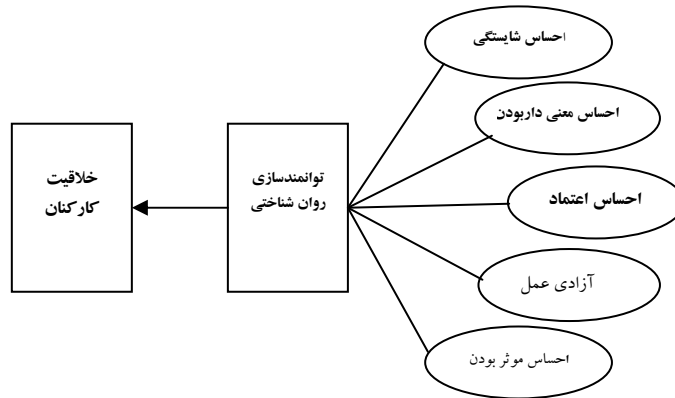 احساس شایستگی
احساس معنی داربودن
احساس اعتماد
آزادی عمل
احساس موثر بودن
توانمندسازی
روان شناختی
خلاقیت
کارکنان